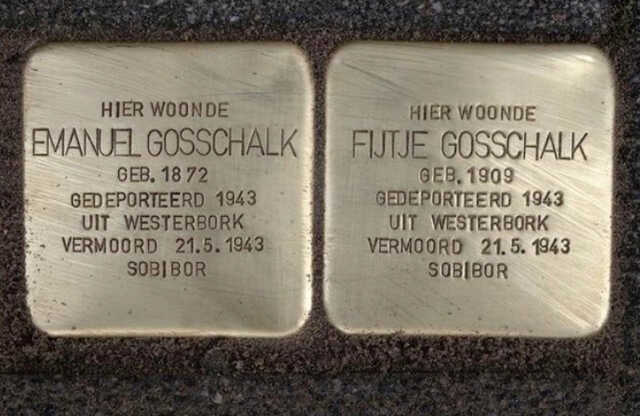 HIER WOONDE
EMANUEL GOSSCHALK
GEB. 1872
GEDEPORTEERD 1943
UIT WESTERBORK
VERMOORD 21.5.1943
SOBIBOR
HIER WOONDE
FIJTJE GOSSCHALK
GEB. 1909
GEDEPORTEERD 1943
UIT WESTERBORK
VERMOORD 21.5.1943
SOBIBOR